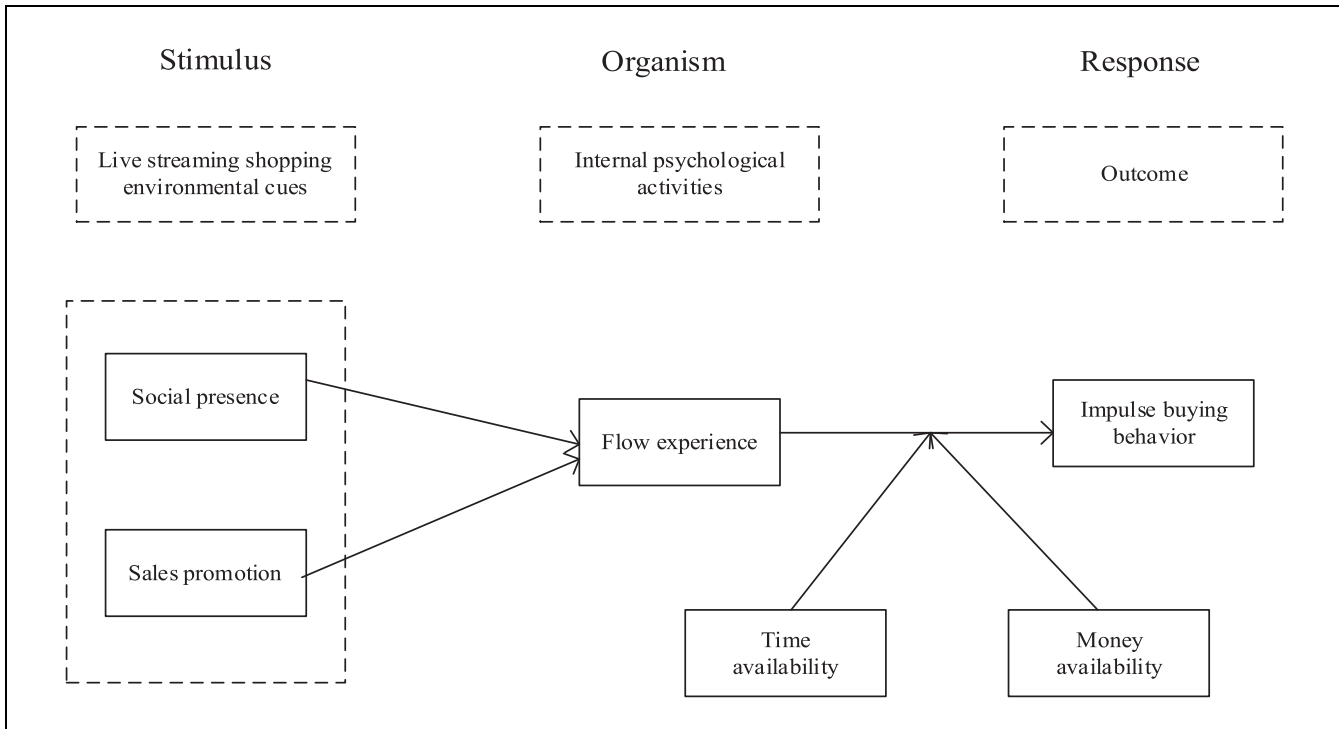 Stimulus
Organism
Response
Live streaming shopping
environmental cues
Internal psychological
activities
Outcome
Social presence
Flow experience
Impulse buying
behavior
Sales promotion
Time
availability
Money
availability